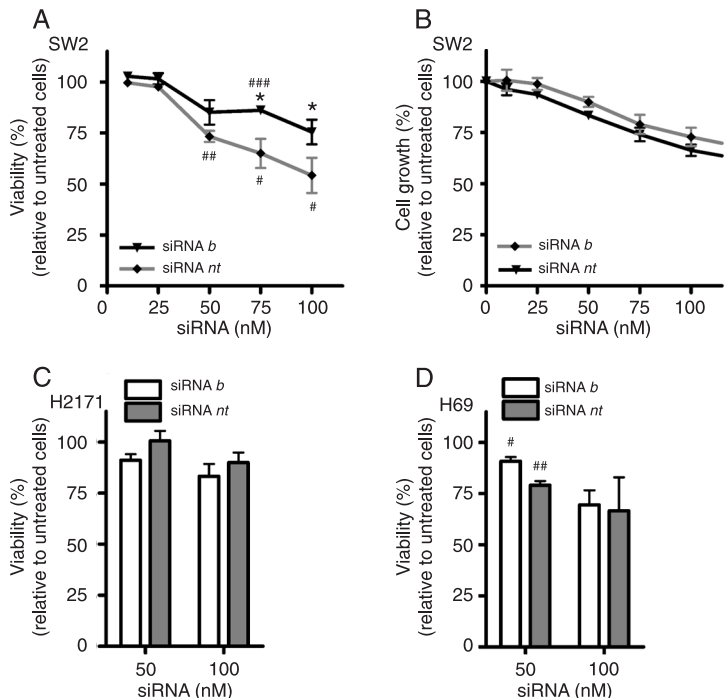 A
SW2
Viability (%)
(relative to untreated cells)
100
75
50
25
0
###
*
*
##
#
#
siRNA b
siRNA nt
0 25 50 75 100
siRNA (nM)
B
SW2
Cell growth (%)
(relative to untreated cells)
100
75
50
25
0
siRNA b
siRNA nt
0 25 50 75 100
siRNA (nM)
C
H2171
siRNA b
siRNA nt
Viability (%)
(relative to untreated cells)
100
75
50
25
0
50 100
siRNA (nM)
D
H69
siRNA b
siRNA nt
Viability (%)
(relative to untreated cells)
100
75
50
25
0
#
##
50 100
siRNA (nM)